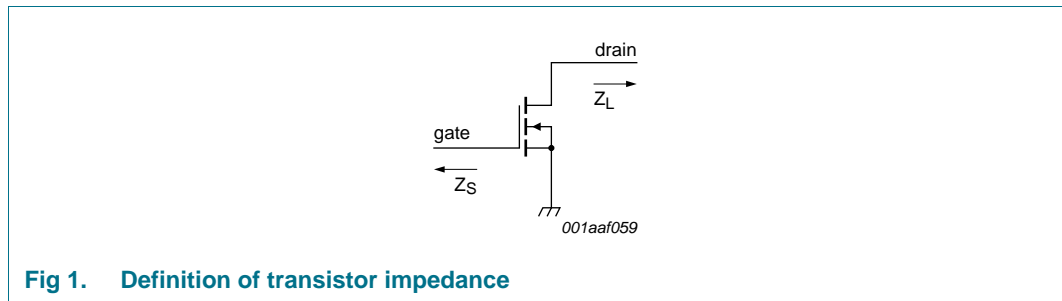 drain
Z_L
gate
Z_S
001aaf059
Fig 1. Definition of transistor impedance